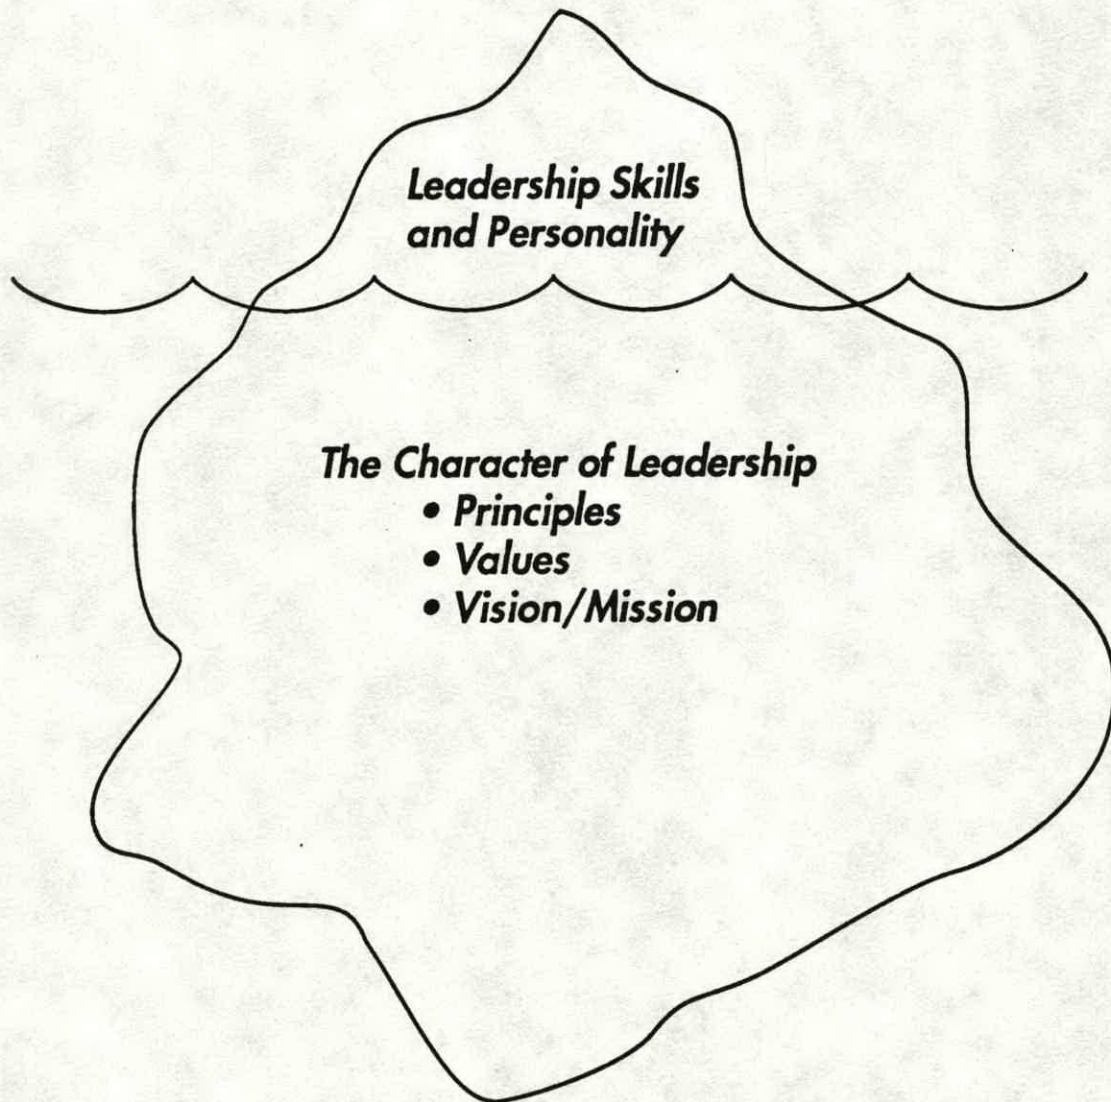 Leadership Skills
and Personality
The Character of Leadership
• Principles
• Values
• Vision/Mission